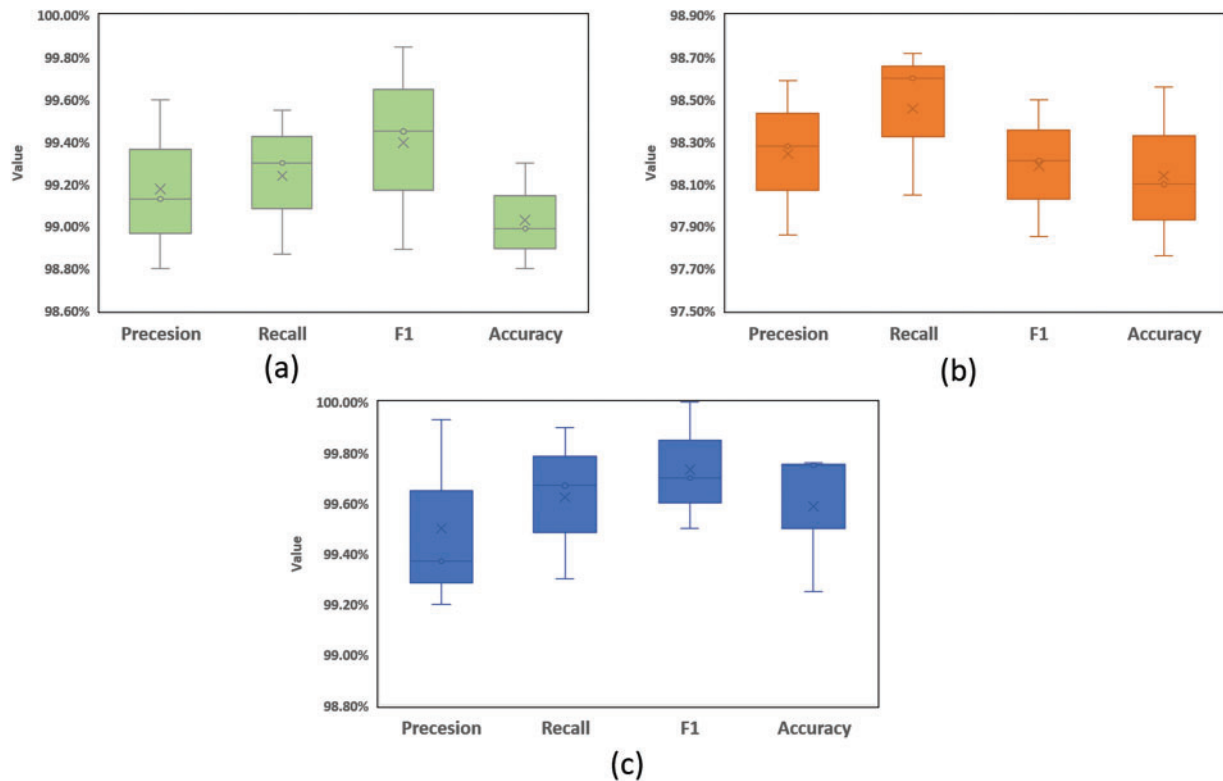 100.00%
99.80%
99.60%
99.40%
99.20%
99.00%
98.80%
98.60%
Value
Precesion Recall F1 Accuracy
(a)
98.90%
98.70%
98.50%
98.30%
98.10%
97.90%
97.70%
97.50%
Value
Precesion Recall F1 Accuracy
(b)
100.00%
99.80%
99.60%
99.40%
99.20%
99.00%
98.80%
Value
Precesion Recall F1 Accuracy
(c)